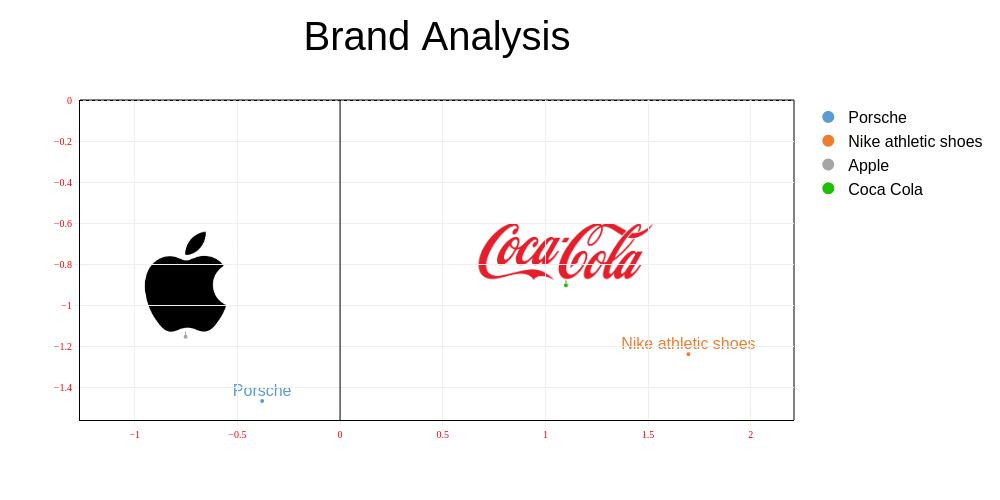 Brand Analysis
0
−0.2
−0.4
−0.6
−0.8
−1
−1.2
−1.4
−1
−0.5
0
0.5
1
1.5
2
Coca-Cola
Nike athletic shoes
Porsche
Porsche
Nike athletic shoes
Apple
Coca Cola